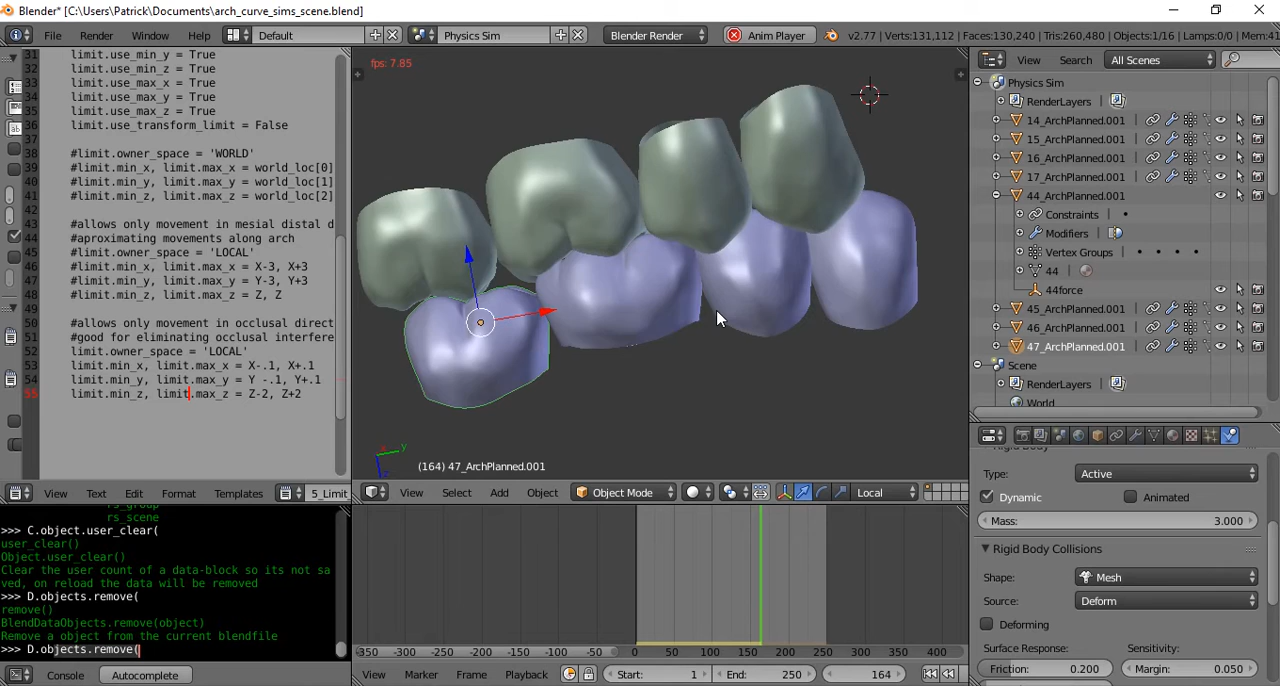 Blender* [C:\Users\Patrick\Documents\arch_curve_sims_scene.blend]
File Render Window Help Default Physics Sim Blender Render Anim Player v2.77 | Verts:131,112 | Faces:130,240 | Tris:260,480 | Objects:1/16 | Lamps:0/0 | Mem:41
31 limit.use_min_y = True
32 limit.use_min_z = True
33 limit.use_max_x = True
34 limit.use_max_y = True
35 limit.use_max_z = True
36 limit.use_transform_limit = False
37
38 #limit.owner_space = 'WORLD'
39 #limit.min_x, limit.max_x = world_loc[0]
40 #limit.min_y, limit.max_y = world_loc[1]
41 #limit.min_z, limit.max_z = world_loc[2]
42
43 #allows only movement in mesial distal d
44 #aproximating movements along arch
45 #limit.owner_space = 'LOCAL'
46 #limit.min_x, limit.max_x = X-3, X+3
47 #limit.min_y, limit.max_y = Y-3, Y+3
48 #limit.min_z, limit.max_z = Z, Z
49
50 #allows only movement in occlusal direct
51 #good for eliminating occlusal interfere
52 limit.owner_space = 'LOCAL'
53 limit.min_x, limit.max_x = X-.1, X+.1
54 limit.min_y, limit.max_y = Y -.1, Y+.1
55 limit.min_z, limit.max_z = Z-2, Z+2
View Text Edit Format Templates 5_Limit
rs_group
rs_scene
>>> C.object.user_clear(
user_clear()
Object.user_clear()
Clear the user count of a data-block so its not sa
ved, on reload the data will be removed
>>> D.objects.remove(
remove()
BlendDataObjects.remove(object)
Remove a object from the current blendfile
>>> D.objects.remove(
Console Autocomplete
fps: 7.85
x y
z
(164) 47_ArchPlanned.001
View Select Add Object Object Mode Local
-350 -300 -250 -200 -150 -100 -50 0 50 100 150 200 250 300 350 400
View Marker Frame Playback Start: 1 End: 250 164
View Search All Scenes
Physics Sim
RenderLayers
14_ArchPlanned.001
15_ArchPlanned.001
16_ArchPlanned.001
17_ArchPlanned.001
44_ArchPlanned.001
Constraints
Modifiers
Vertex Groups
44
44force
45_ArchPlanned.001
46_ArchPlanned.001
47_ArchPlanned.001
Scene
RenderLayers
World
Rigid Body
Type: Active
Dynamic Animated
Mass: 3.000
Rigid Body Collisions
Shape: Mesh
Source: Deform
Deforming
Surface Response: Sensitivity:
Friction: 0.200 Margin: 0.050